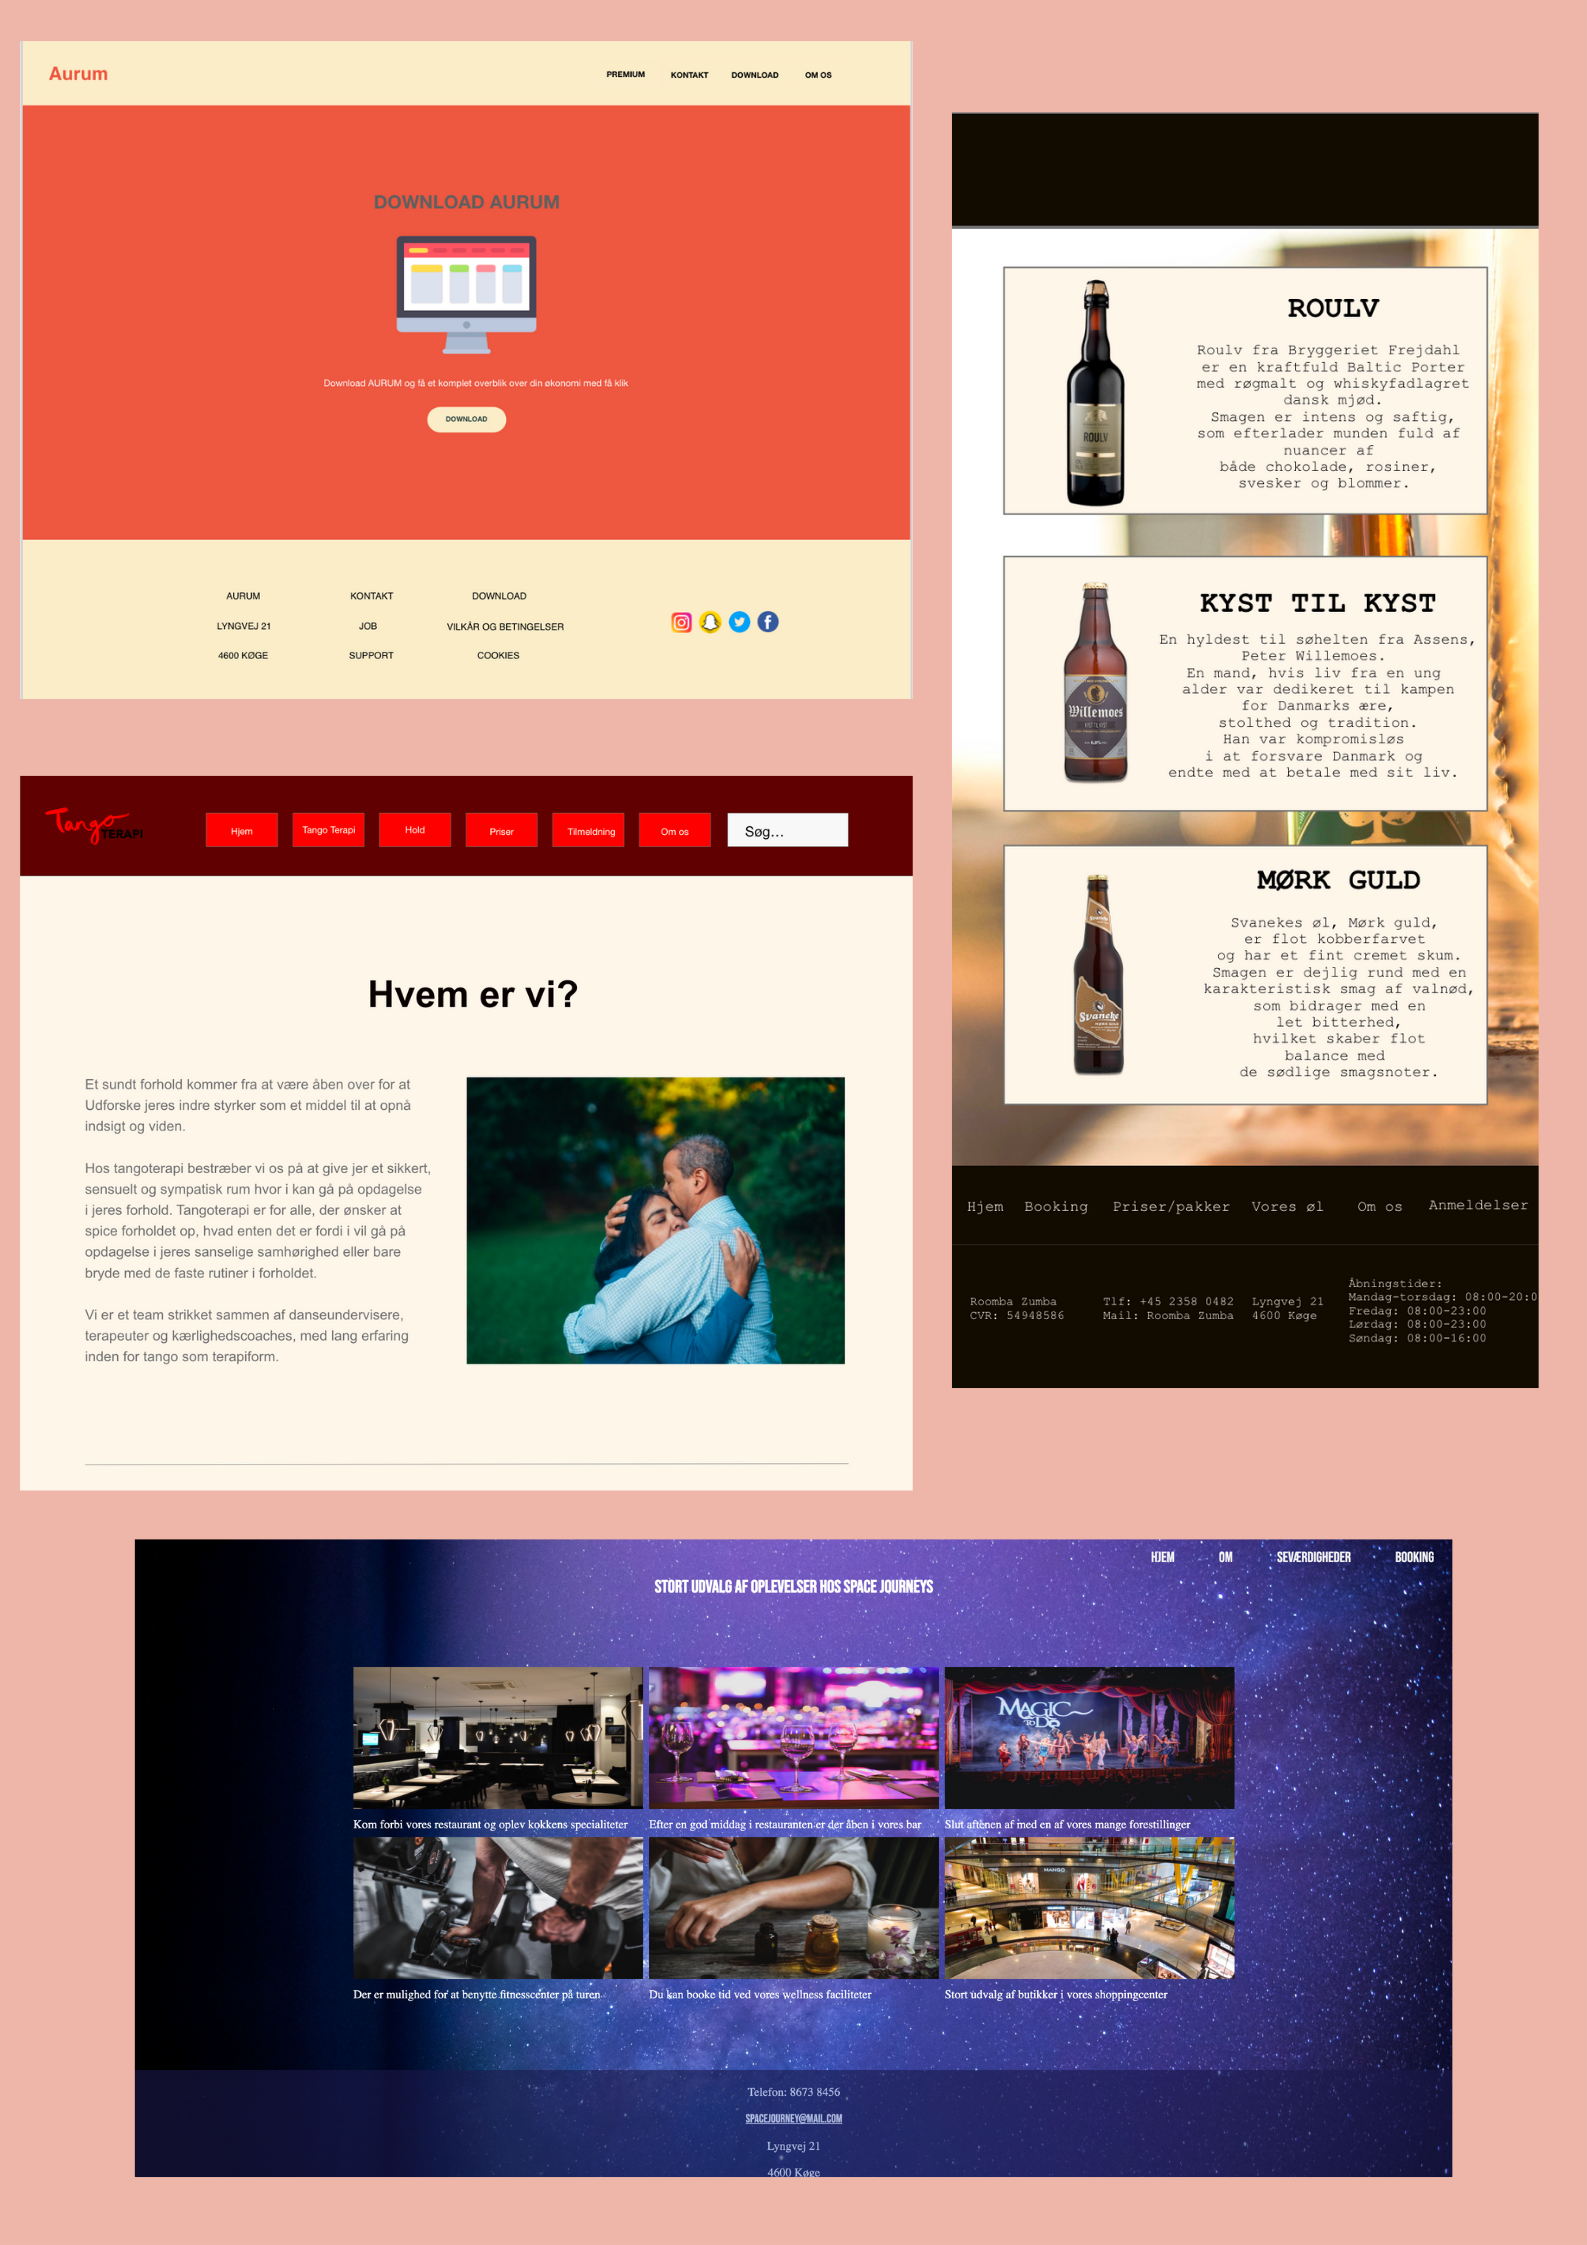 Aurum
PREMIUM KONTAKT DOWNLOAD OM OS
DOWNLOAD AURUM
Download AURUM og få et komplet overblik over din økonomi med få klik
DOWNLOAD
AURUM KONTAKT DOWNLOAD
LYNGVEJ 21 JOB VILKÅR OG BETINGELSER
4600 KØGE SUPPORT COOKIES
ROULV
Roulv fra Bryggeriet Frejdahl
er en kraftfuld Baltic Porter
med røgmalt og whiskyfadlagret
dansk mjød.
Smagen er intens og saftig,
som efterlader munden fuld af
nuancer af
både chokolade, rosiner,
svesker og blommer.
ROULV
KYST TIL KYST
En hyldest til søhelten fra Assens,
Peter Willemoes.
En mand, hvis liv fra en ung
alder var dedikeret til kampen
for Danmarks ære,
stolthed og tradition.
Han var kompromisløs
i at forsvare Danmark og
endte med at betale med sit liv.
Willemoes
KYST TIL KYST
MØRK GULD
Svanekes øl, Mørk guld,
er flot kobberfarvet
og har et fint cremet skum.
Smagen er dejlig rund med en
karakteristisk smag af valnød,
som bidrager med en
let bitterhed,
hvilket skaber flot
balance med
de sødlige smagsnoter.
Svaneke
MØRK GULD
Hjem Booking Priser/pakker Vores øl Om os Anmeldelser
Roomba Zumba
CVR: 54948586
Tlf: +45 2358 0482
Mail: Roomba Zumba
Lyngvej 21
4600 Køge
Åbningstider:
Mandag-torsdag: 08:00-20:0
Fredag: 08:00-23:00
Lørdag: 08:00-23:00
Søndag: 08:00-16:00
Tango
TERAPI
Hjem Tango Terapi Hold Priser Tilmeldning Om os Søg...
Hvem er vi?
Et sundt forhold kommer fra at være åben over for at
Udforske jeres indre styrker som et middel til at opnå
indsigt og viden.
Hos tangoterapi bestræber vi os på at give jer et sikkert,
sensuelt og sympatisk rum hvor i kan gå på opdagelse
i jeres forhold. Tangoterapi er for alle, der ønsker at
spice forholdet op, hvad enten det er fordi i vil gå på
opdagelse i jeres sanselige samhørighed eller bare
bryde med de faste rutiner i forholdet.
Vi er et team strikket sammen af danseundervisere,
terapeuter og kærlighedscoaches, med lang erfaring
inden for tango som terapiform.
HJEM OM SEVÆRDIGHEDER BOOKING
STORT UDVALG AF OPLEVELSER HOS SPACE JOURNEYS
MAGIC
TO DO
Kom forbi vores restaurant og oplev kokkens specialiteter
Efter en god middag i restauranten er der åben i vores bar
Slut aftenen af med en af vores mange forestillinger
MANGO
Der er mulighed for at benytte fitnesscenter på turen
Du kan booke tid ved vores wellness faciliteter
Stort udvalg af butikker i vores shoppingcenter
Telefon: 8673 8456
SPACEJOURNEY@MAIL.COM
Lyngvej 21
4600 Køge